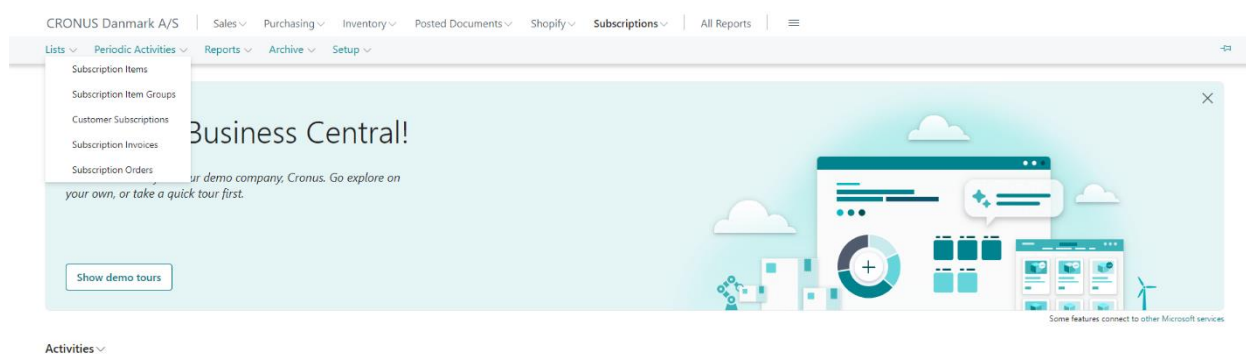 CRONUS Danmark A/S Sales Purchasing Inventory Posted Documents Shopify Subscriptions All Reports
Lists Periodic Activities Reports Archive Setup
Subscription Items
Subscription Item Groups
Customer Subscriptions
Subscription Invoices
Subscription Orders
Business Central!
ur demo company, Cronus. Go explore on
your own, or take a quick tour first.
Show demo tours
Some features connect to other Microsoft services
Activities